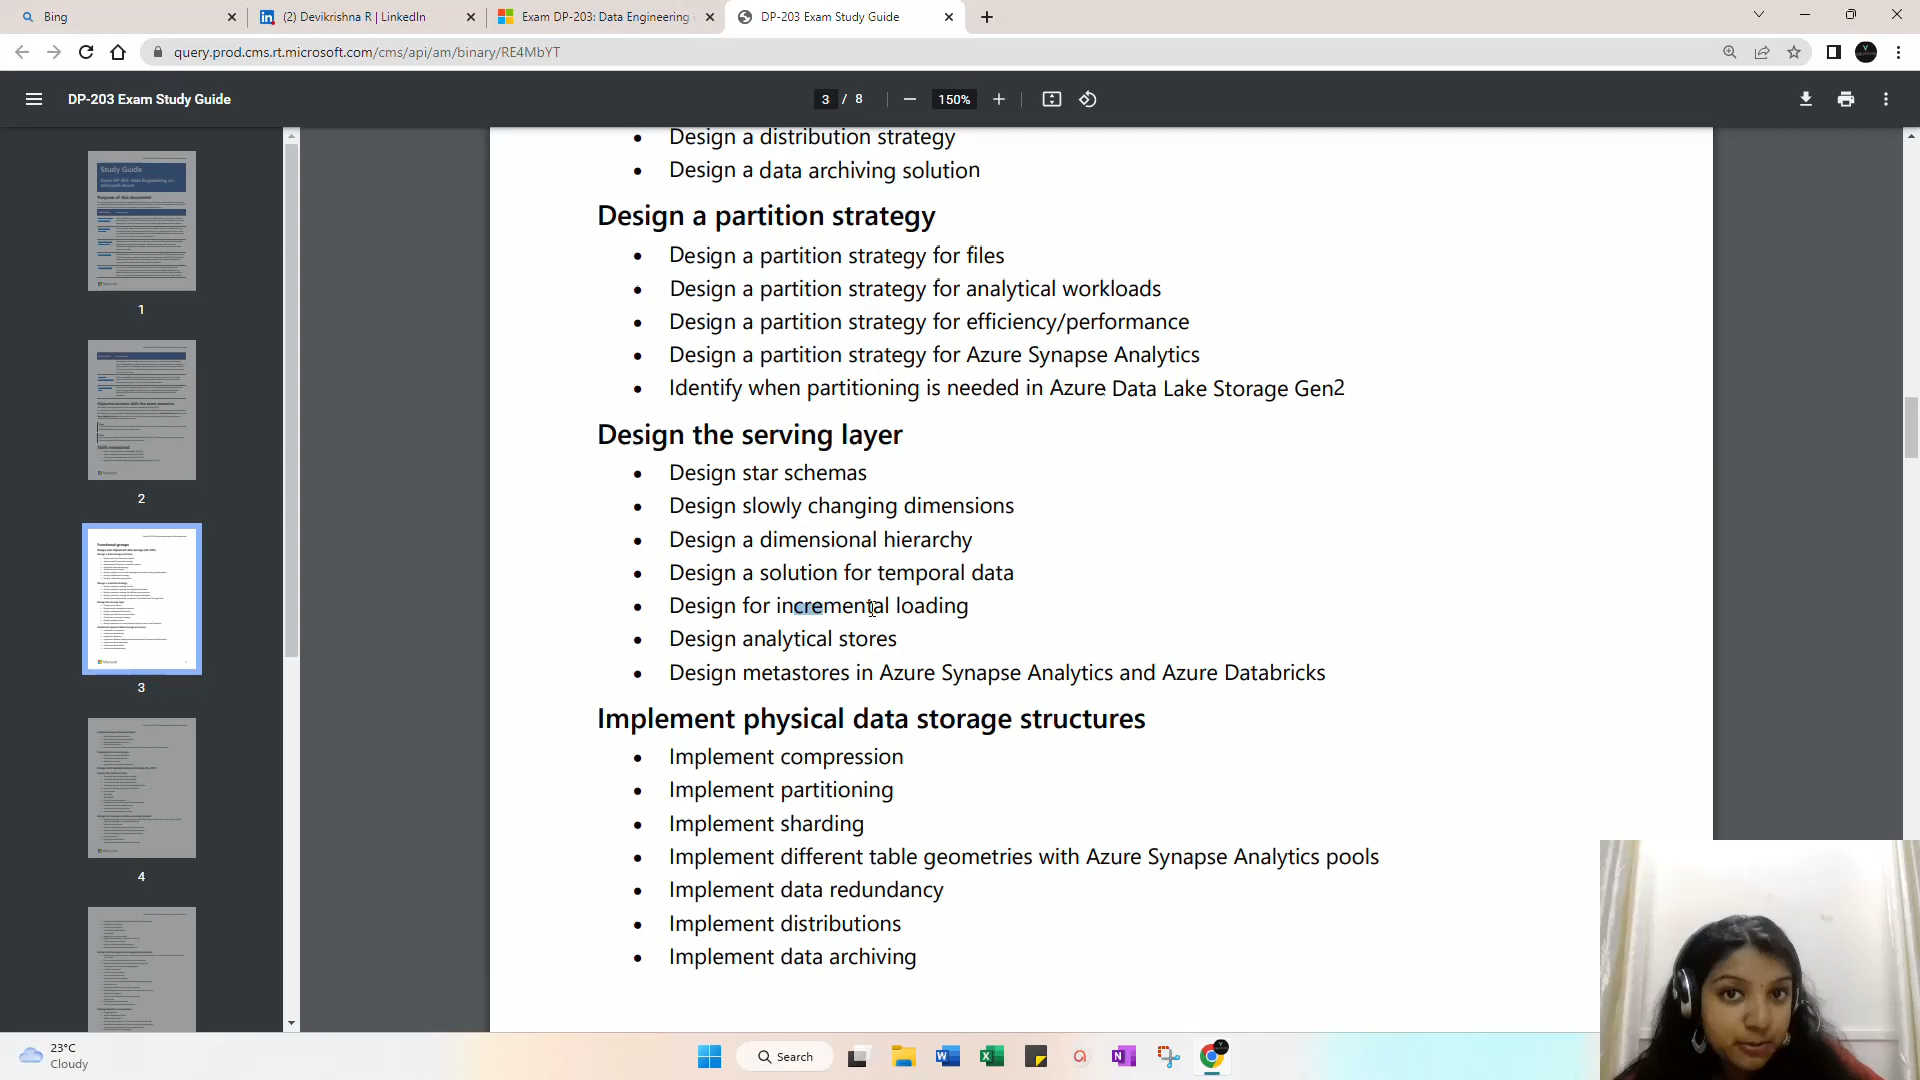 Bing
(2) Devikrishna R | LinkedIn
Exam DP-203: Data Engineering
DP-203 Exam Study Guide
query.prod.cms.rt.microsoft.com/cms/api/am/binary/RE4MbYT
DP-203 Exam Study Guide
3 / 8
150%
Study Guide
1
2
3
4
Design a distribution strategy
Design a data archiving solution
Design a partition strategy
Design a partition strategy for files
Design a partition strategy for analytical workloads
Design a partition strategy for efficiency/performance
Design a partition strategy for Azure Synapse Analytics
Identify when partitioning is needed in Azure Data Lake Storage Gen2
Design the serving layer
Design star schemas
Design slowly changing dimensions
Design a dimensional hierarchy
Design a solution for temporal data
Design for incremental loading
Design analytical stores
Design metastores in Azure Synapse Analytics and Azure Databricks
Implement physical data storage structures
Implement compression
Implement partitioning
Implement sharding
Implement different table geometries with Azure Synapse Analytics pools
Implement data redundancy
Implement distributions
Implement data archiving
23°C
Cloudy
Search